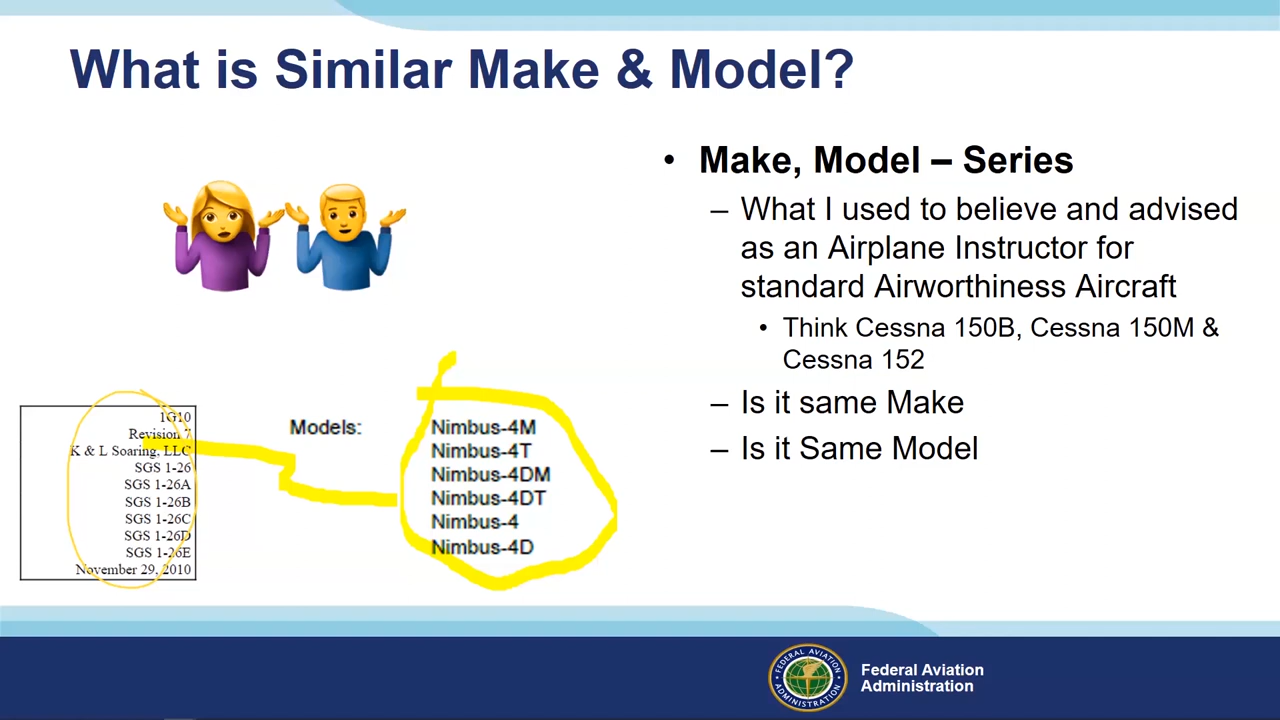 What is Similar Make & Model?
• Make, Model – Series
– What I used to believe and advised
as an Airplane Instructor for
standard Airworthiness Aircraft
• Think Cessna 150B, Cessna 150M &
Cessna 152
– Is it same Make
– Is it Same Model
1G10
Revision 7
K & L Soaring, LLC
SGS 1-26
SGS 1-26A
SGS 1-26B
SGS 1-26C
SGS 1-26D
SGS 1-26E
November 29, 2010
Models:
Nimbus-4M
Nimbus-4T
Nimbus-4DM
Nimbus-4DT
Nimbus-4
Nimbus-4D
FEDERAL AVIATION
ADMINISTRATION
Federal Aviation
Administration